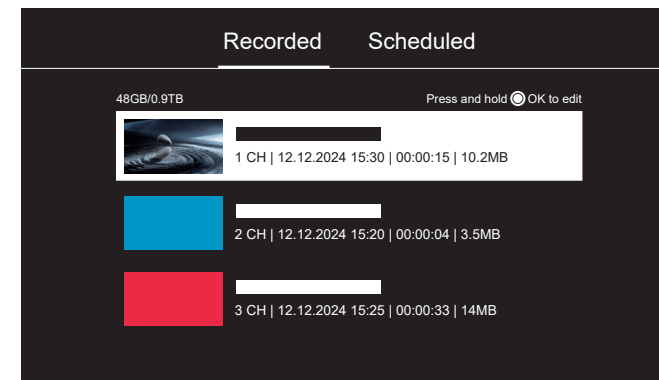 Recorded Scheduled
48GB/0.9TB Press and hold OK to edit
1 CH | 12.12.2024 15:30 | 00:00:15 | 10.2MB
2 CH | 12.12.2024 15:20 | 00:00:04 | 3.5MB
3 CH | 12.12.2024 15:25 | 00:00:33 | 14MB